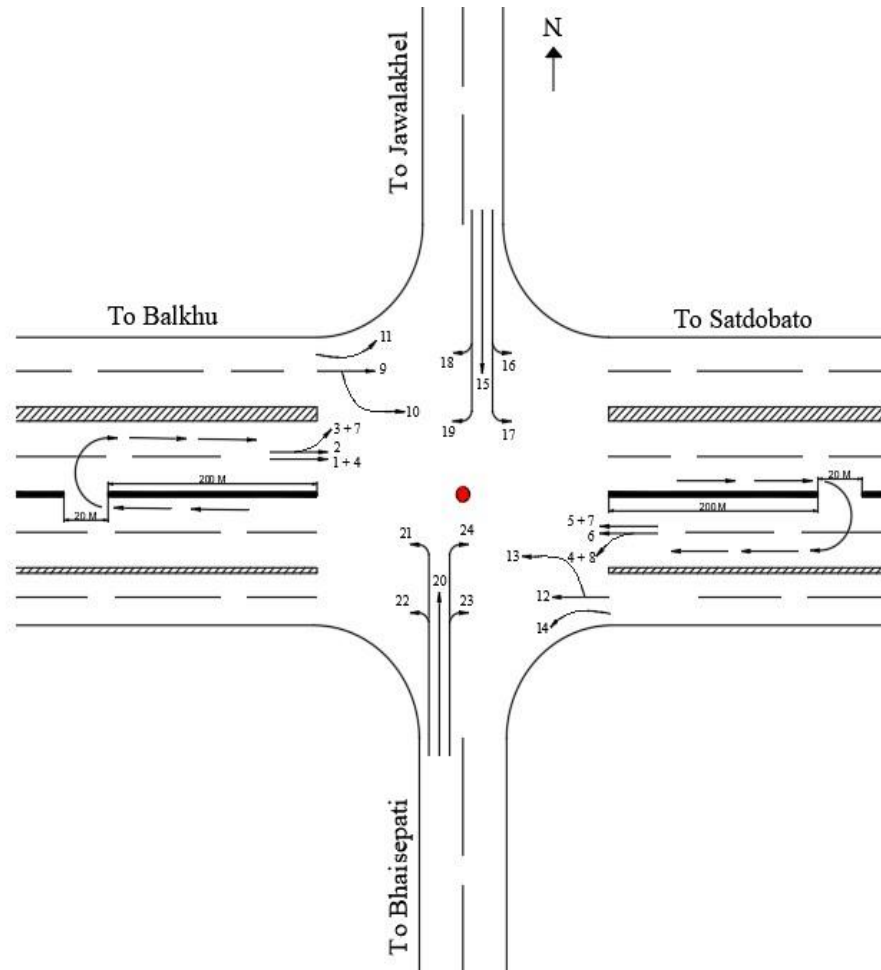 N
To Jawalakhel
To Balkhu
To Satdobato
11
9
10
18
16
15
19
17
3 + 7
2
1 + 4
200 M
20 M
20 M
200 M
5 + 7
6
4 + 8
21
24
13
20
12
22
23
14
To Bhaisepati